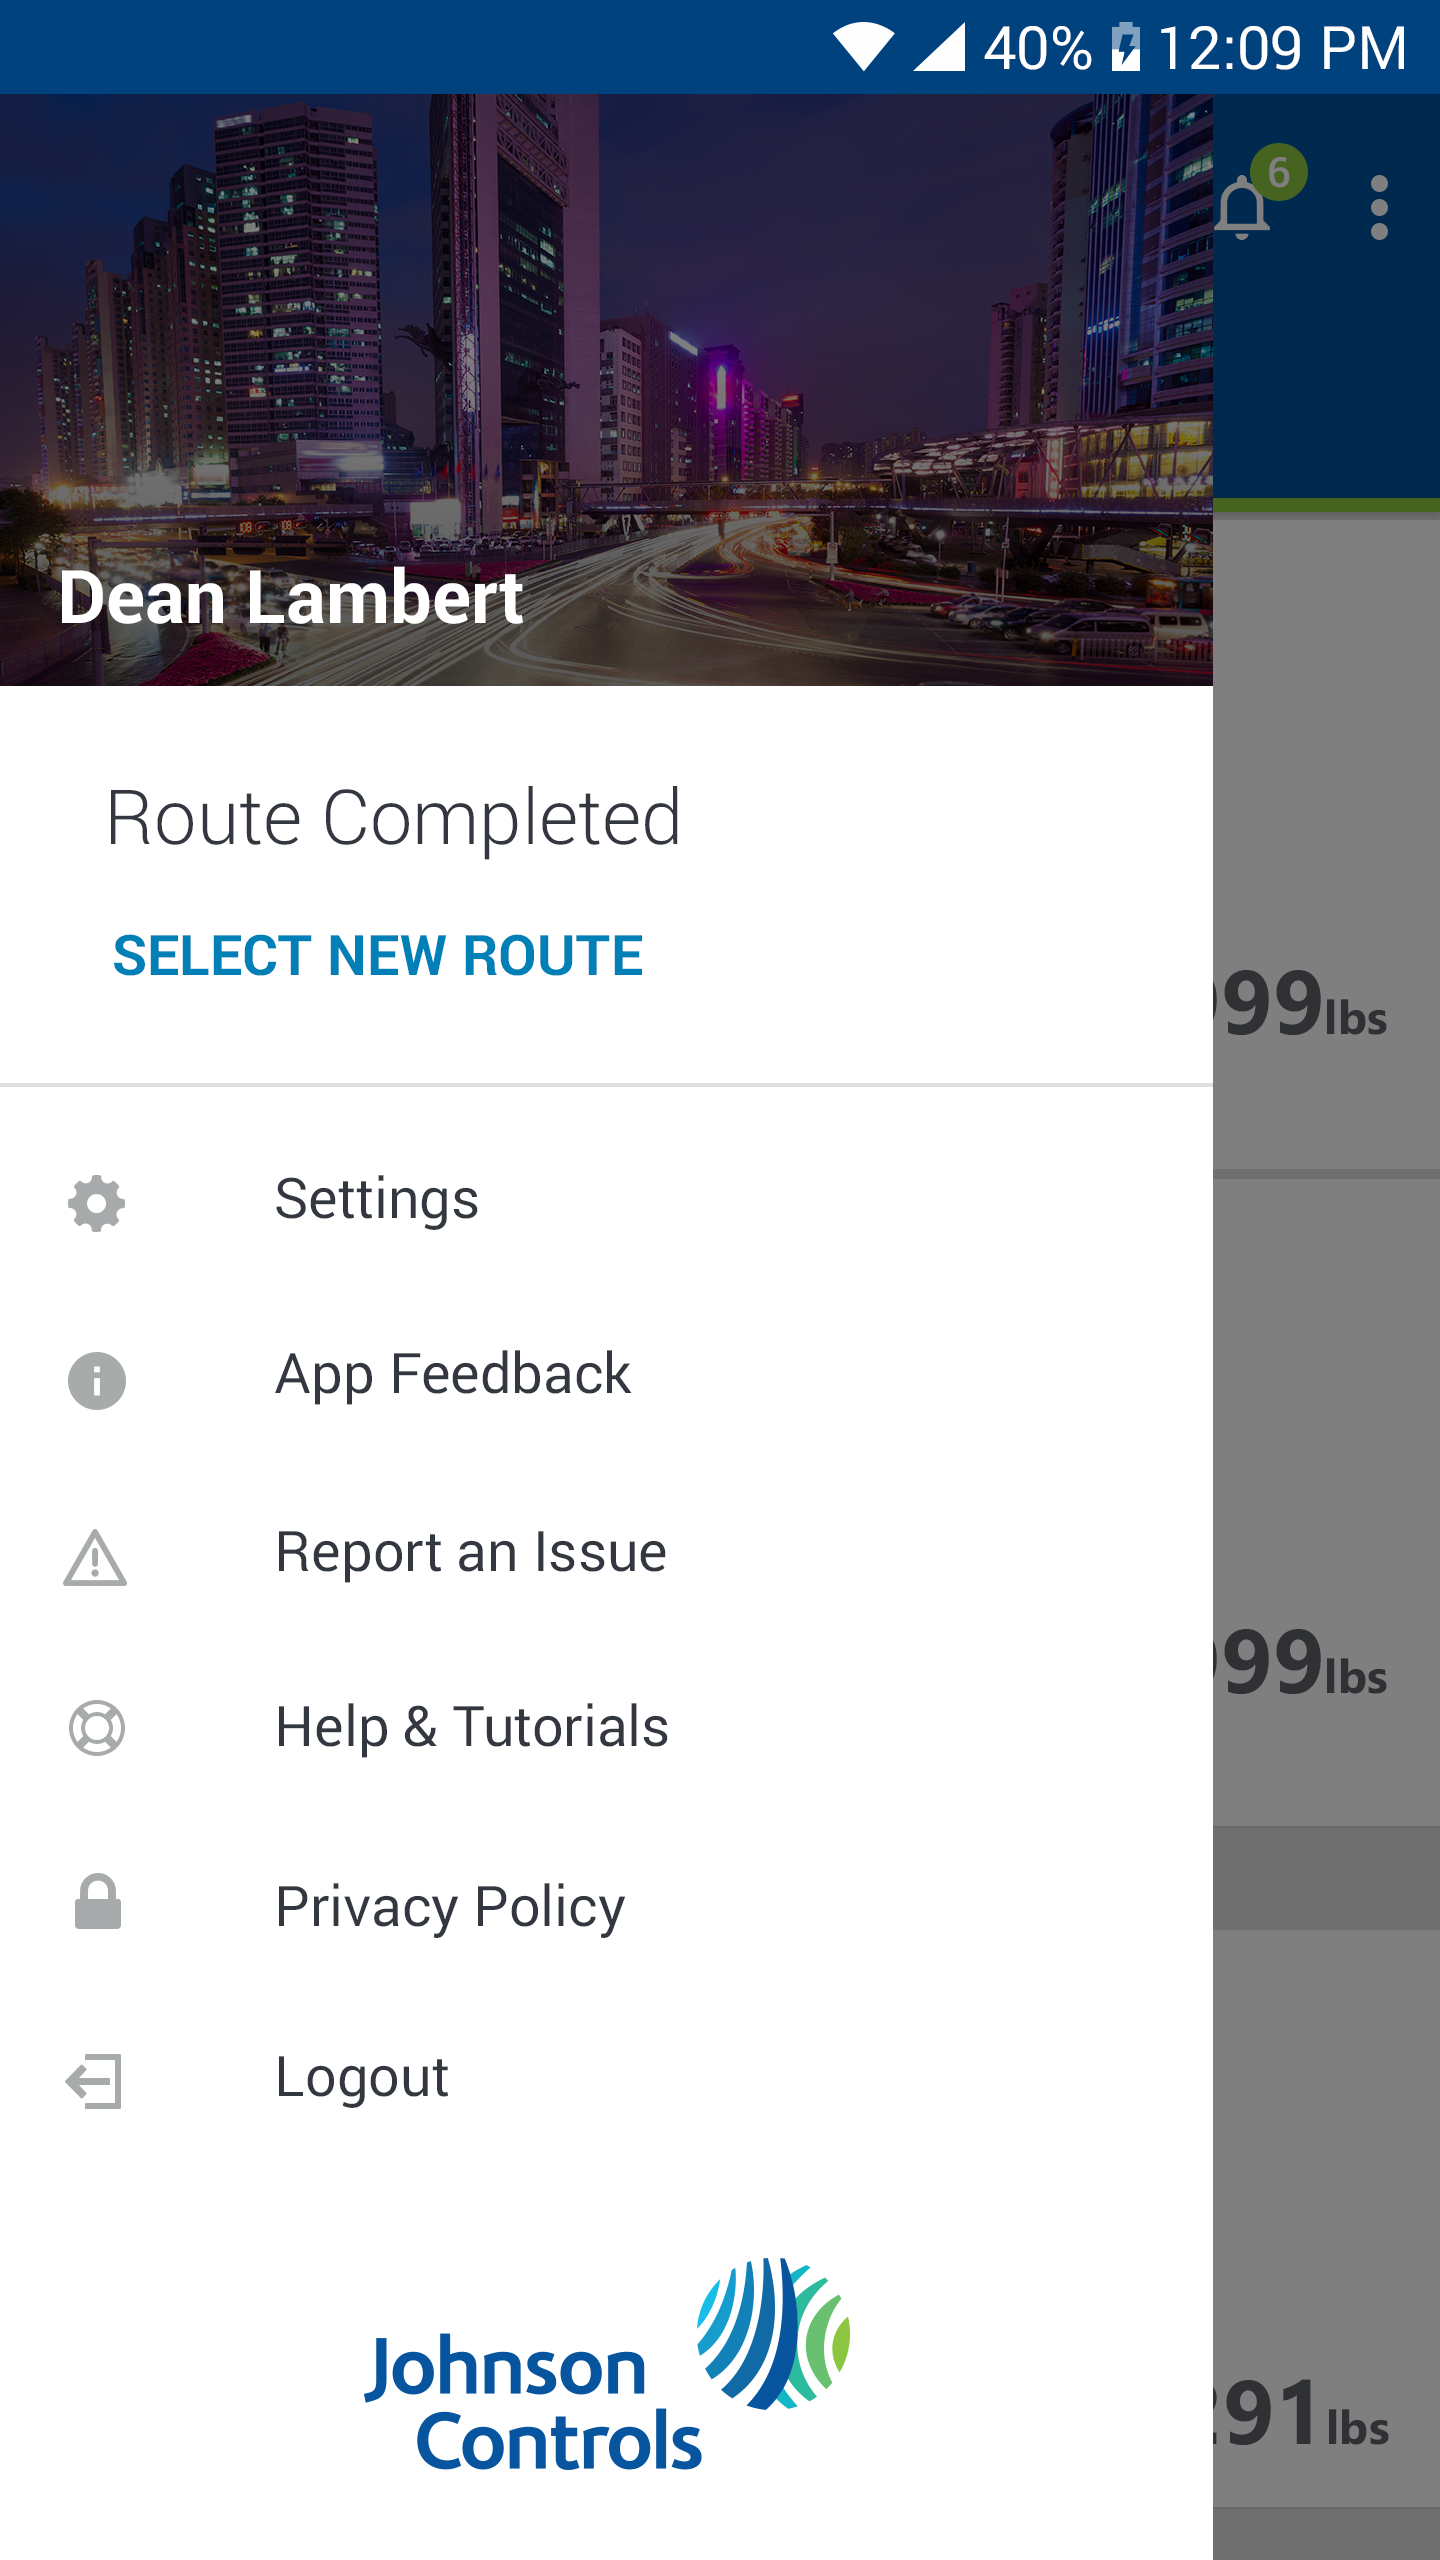 40% 12:09 PM
6
Dean Lambert
Route Completed
SELECT NEW ROUTE
99lbs
Settings
App Feedback
Report an Issue
99lbs
Help & Tutorials
Privacy Policy
Logout
Johnson
Controls
291lbs